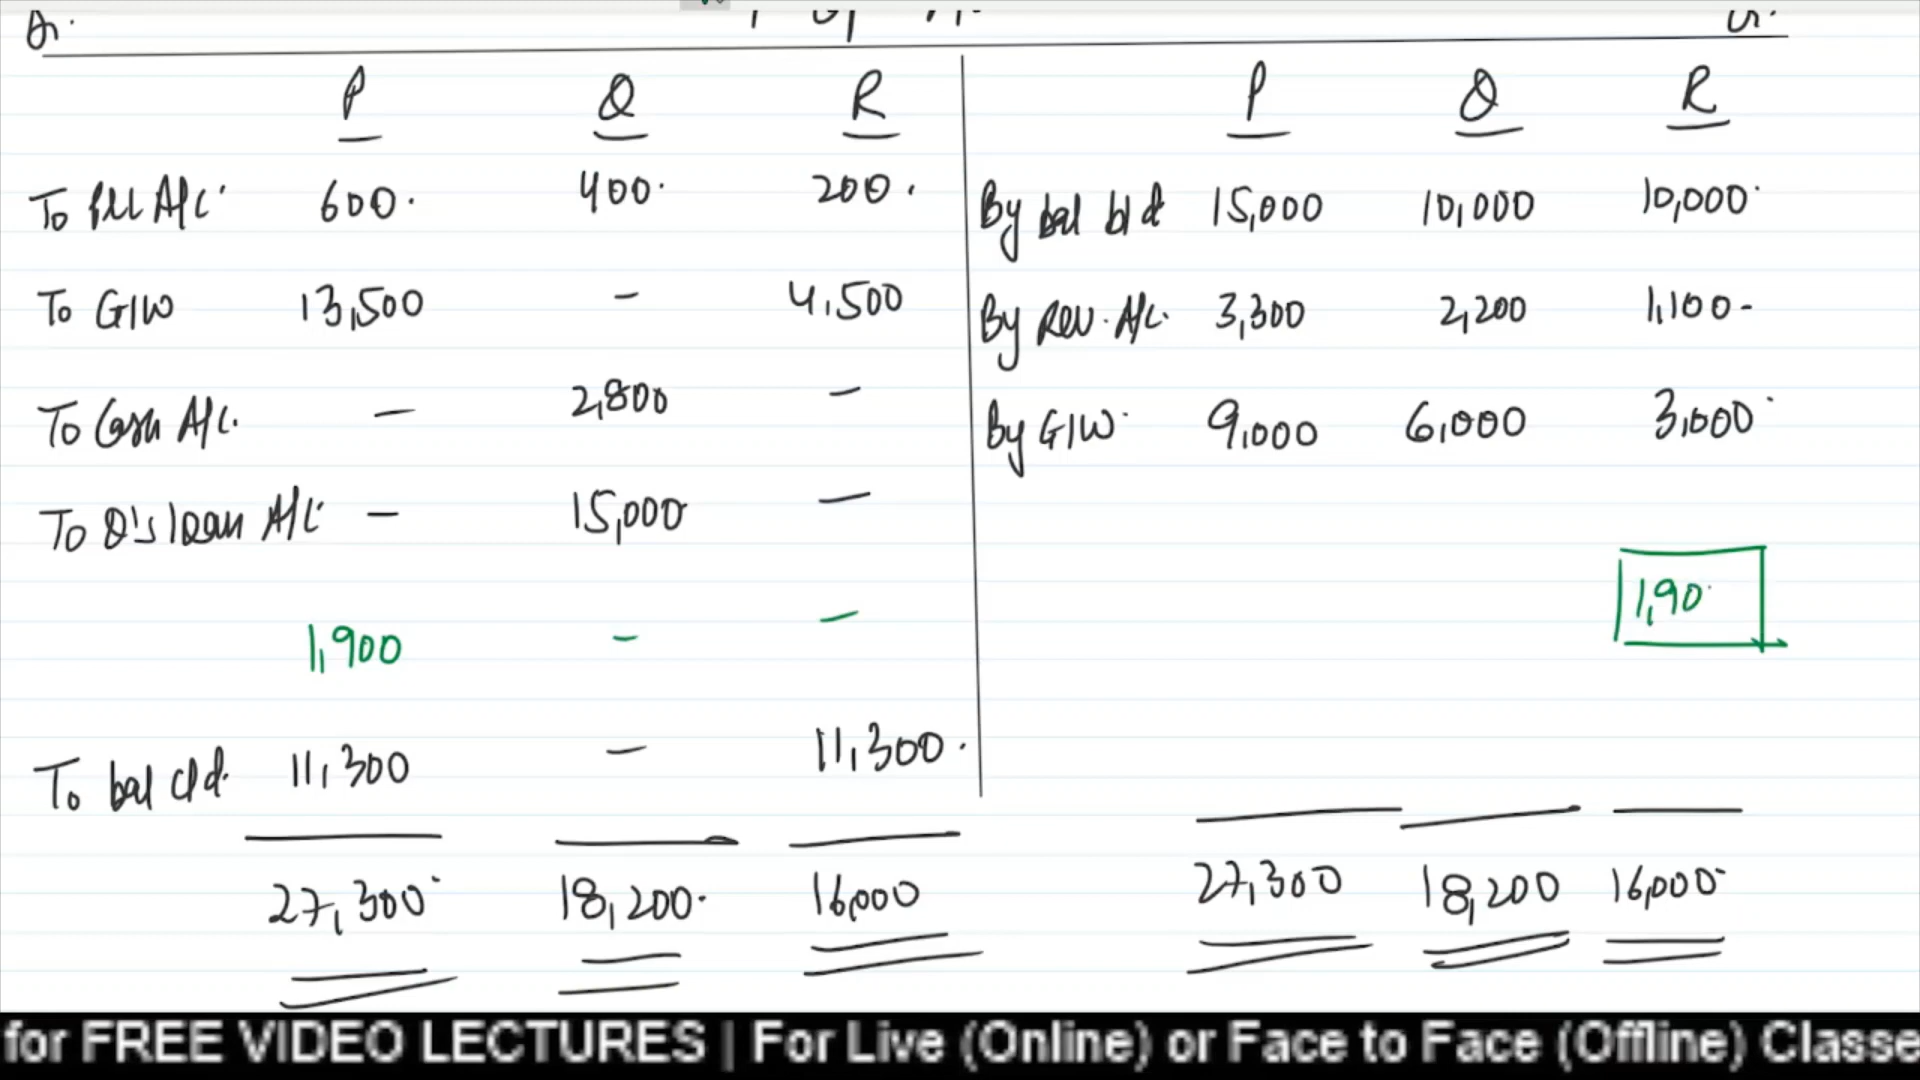 Dr. Cr.
P Q R P Q R
To P&L A/c 600. 400. 200. By bal b/d 15,000 10,000 10,000
To G/W 13,500 - 4,500 By Rev. A/c. 3,300 2,200 1,100-
To Cash A/c. - 2,800 - By G/W 9,000 6,000 3,000
To Q's loan A/c - 15,000 -
1,900 - - 1,90
To bal c/d. 11,300 - 11,300.
27,300 18,200. 16,000 27,300 18,200 16,000
for FREE VIDEO LECTURES | For Live (Online) or Face to Face (Offline) Classe